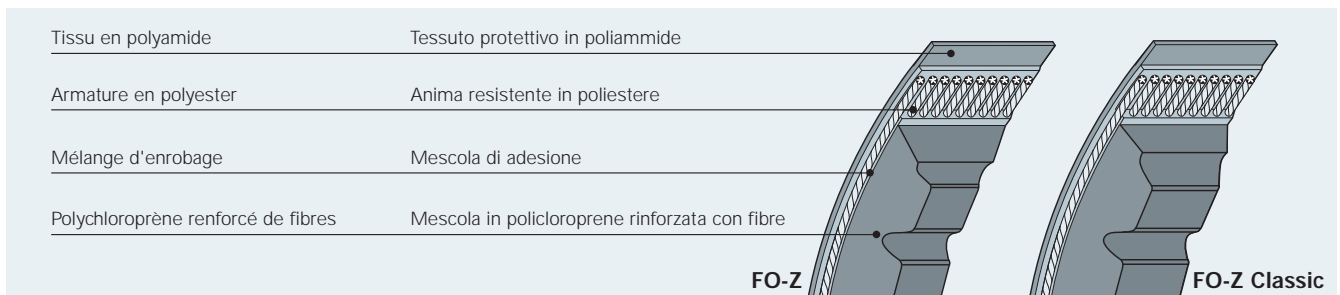 Tissu en polyamide Tessuto protettivo in poliammide
Armature en polyester Anima resistente in poliestere
Mélange d'enrobage Mescola di adesione
Polychloroprène renforcé de fibres Mescola in policloroprene rinforzata con fibre
FO-Z FO-Z Classic